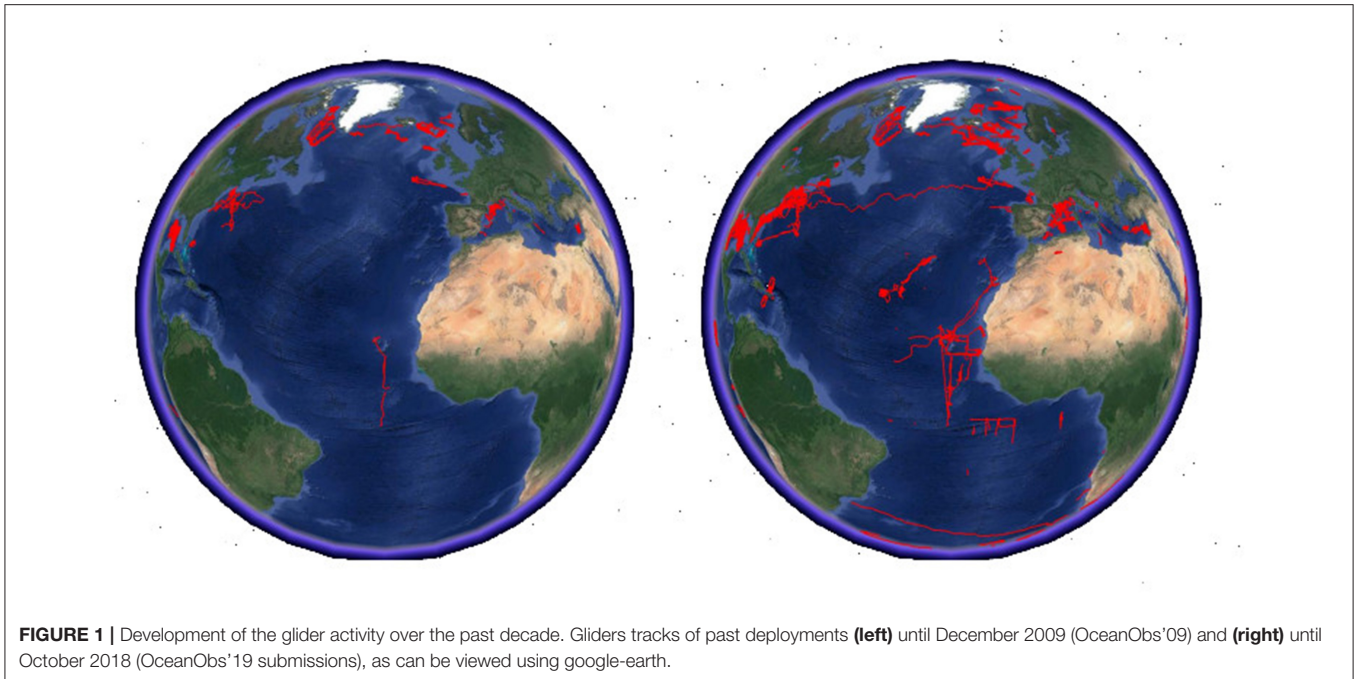 FIGURE 1 | Development of the glider activity over the past decade. Gliders tracks of past deployments (left) until December 2009 (OceanObs'09) and (right) until
October 2018 (OceanObs'19 submissions), as can be viewed using google-earth.